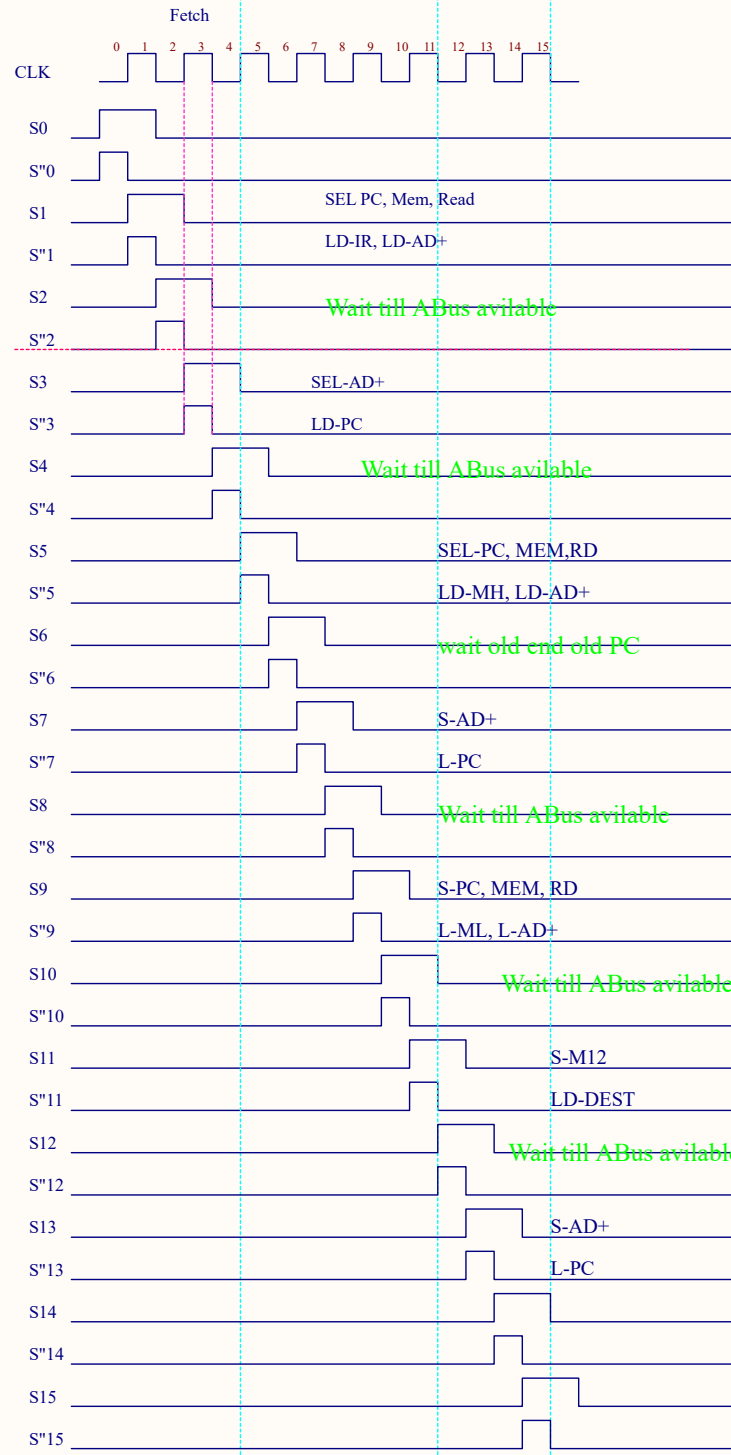 Fetch
0 1 2 3 4 5 6 7 8 9 10 11 12 13 14 15
CLK
S0
S"0
S1 SEL PC, Mem, Read
S"1 LD-IR, LD-AD+
S2 Wait till ABus avilable
S"2
S3 SEL-AD+
S"3 LD-PC
S4 Wait till ABus avilable
S"4
S5 SEL-PC, MEM,RD
S"5 LD-MH, LD-AD+
S6 wait old end old PC
S"6
S7 S-AD+
S"7 L-PC
S8 Wait till ABus avilable
S"8
S9 S-PC, MEM, RD
S"9 L-ML, L-AD+
S10 Wait till ABus avilable
S"10
S11 S-M12
S"11 LD-DEST
S12 Wait till ABus avilable
S"12
S13 S-AD+
S"13 L-PC
S14
S"14
S15
S"15